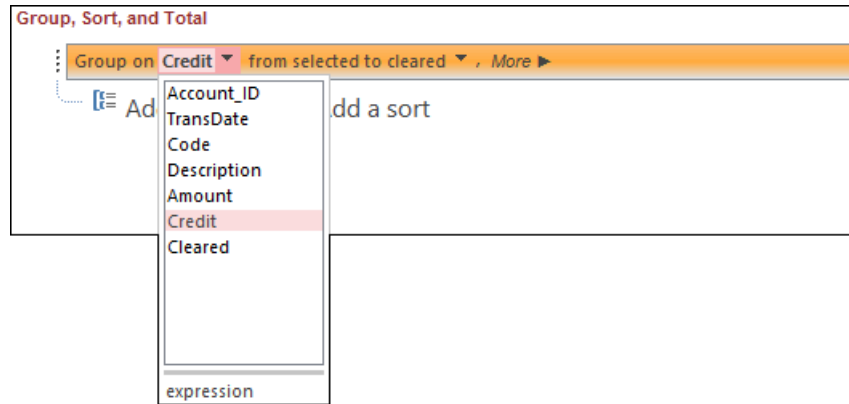 Group, Sort, and Total
Group on Credit from selected to cleared , More
Ad dd a sort
Account_ID
TransDate
Code
Description
Amount
Credit
Cleared
expression